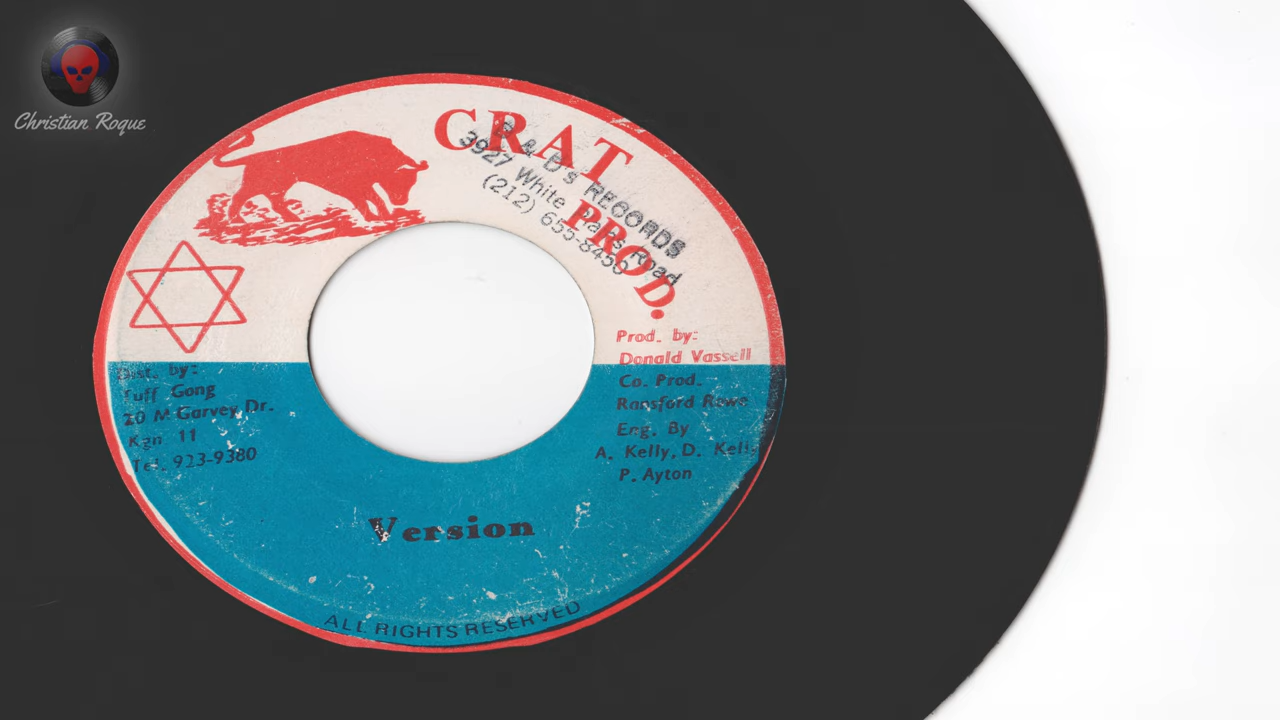 Christian Roque
CRAT
PROD.
B & D's RECORDS
3927 White Plains Road
(212) 655-8456
Prod. by:
Donald Vassell
Co. Prod.
Ransford Rowe
Eng. By
A. Kelly, D. Kelly
P. Ayton
Dist. by:
Tuff Gong
20 M Garvey Dr.
Kgn 11
Tel. 923-9380
Version
ALL RIGHTS RESERVED